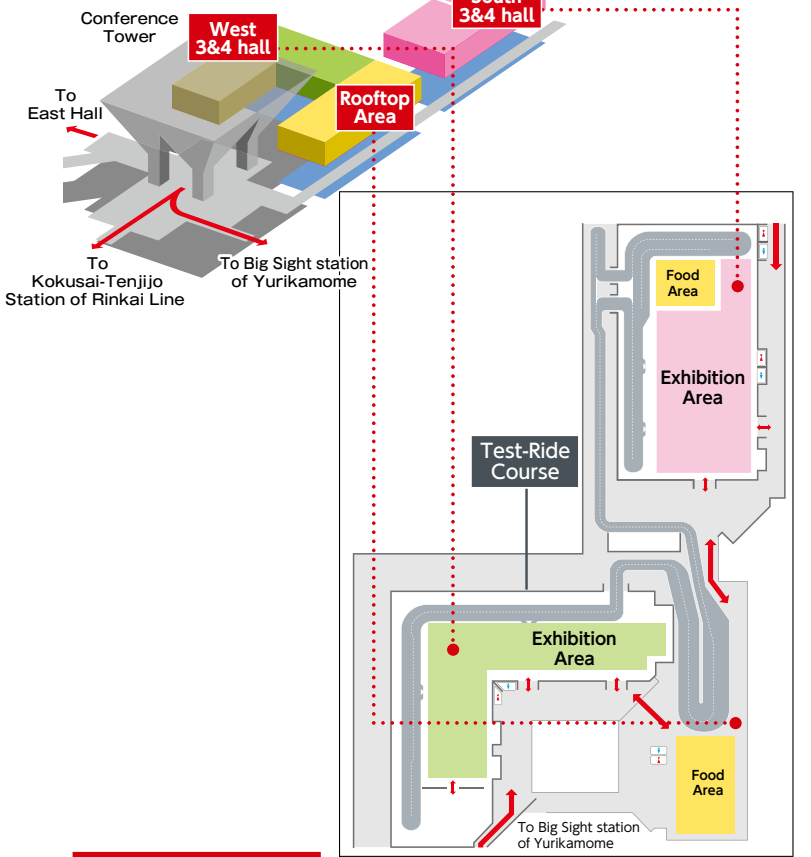 South
3&4 hall
Conference
Tower
West
3&4 hall
To
East Hall
Rooftop
Area
To
Kokusai-Tenjijo
Station of Rinkai Line
To Big Sight station
of Yurikamome
Food
Area
Exhibition
Area
Test-Ride
Course
Exhibition
Area
Food
Area
To Big Sight station
of Yurikamome